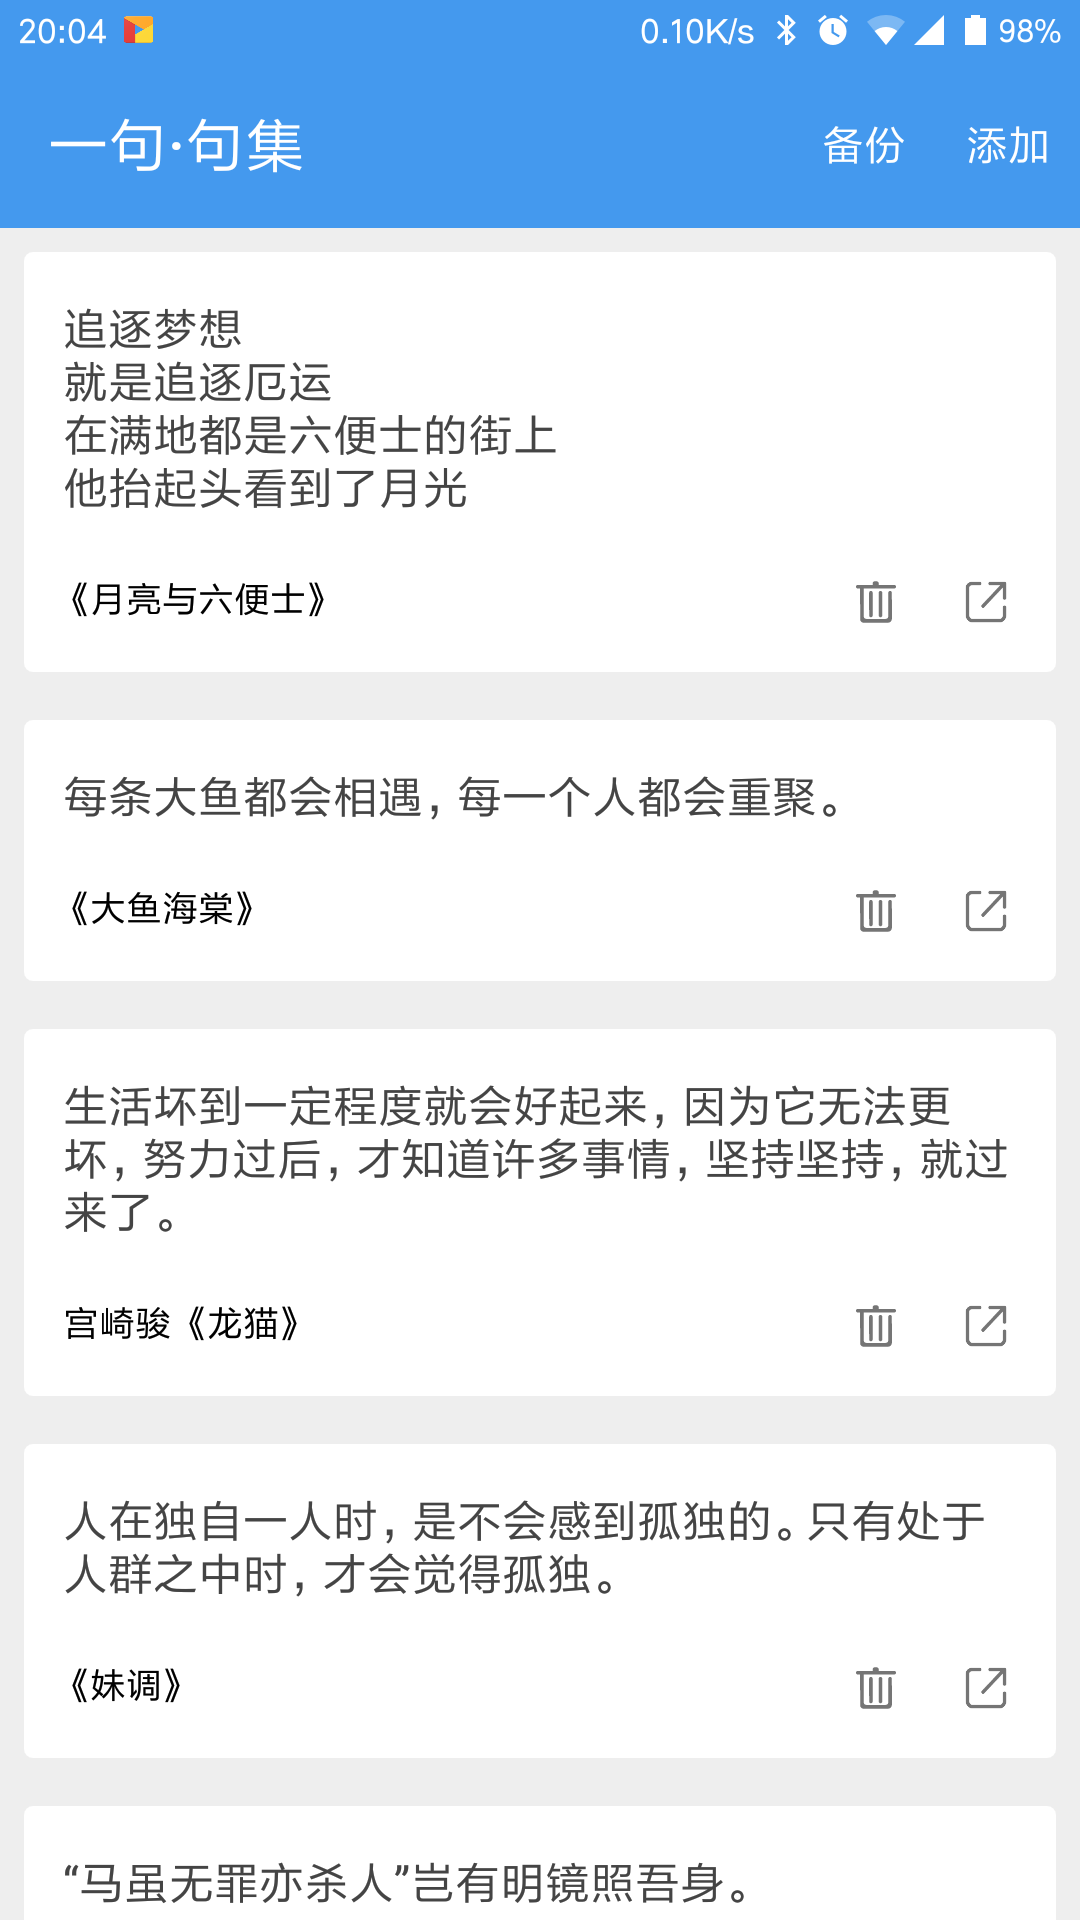 20:04 0.10K/s 98%
一句·句集 备份 添加
追逐梦想
就是追逐厄运
在满地都是六便士的街上
他抬起头看到了月光
《月亮与六便士》
每条大鱼都会相遇，每一个人都会重聚。
《大鱼海棠》
生活坏到一定程度就会好起来，因为它无法更
坏，努力过后，才知道许多事情，坚持坚持，就过
来了。
宫崎骏《龙猫》
人在独自一人时，是不会感到孤独的。只有处于
人群之中时，才会觉得孤独。
《妹调》
“马虽无罪亦杀人”岂有明镜照吾身。